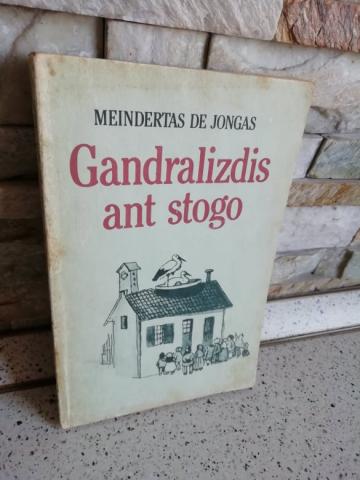 MEINDERTAS DE JONGAS
Gandralizdis
ant stogo